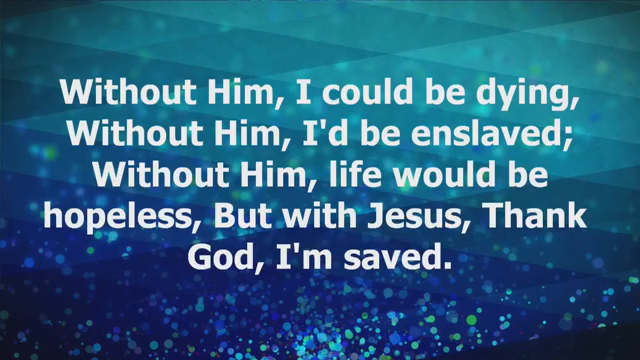 Without Him, I could be dying,
Without Him, I'd be enslaved;
Without Him, life would be
hopeless, But with Jesus, Thank
God, I'm saved.